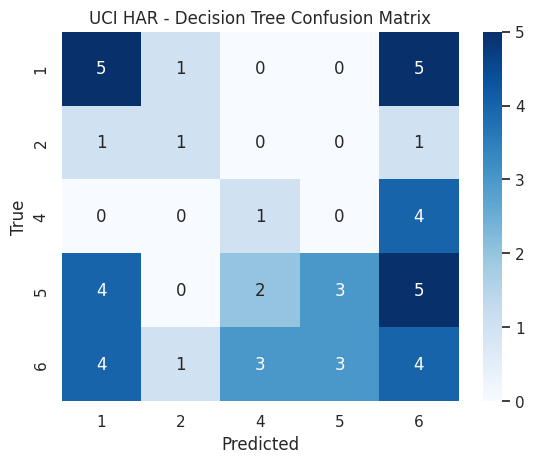 UCI HAR - Decision Tree Confusion Matrix
True
1 5 1 0 0 5
2 1 1 0 0 1
4 0 0 1 0 4
5 4 0 2 3 5
6 4 1 3 3 4
1 2 4 5 6
Predicted
5
4
3
2
1
0